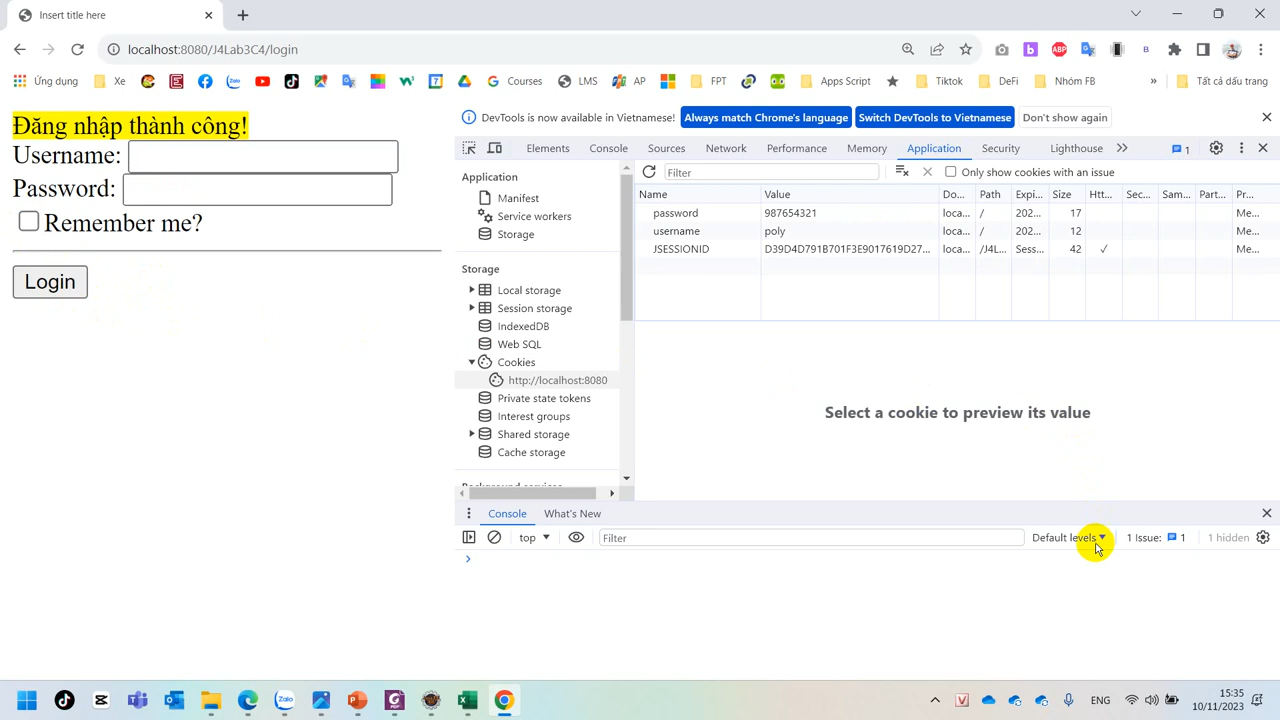 Insert title here
localhost:8080/J4Lab3C4/login
Ứng dụng
Xe
Courses
LMS
AP
FPT
Apps Script
Tiktok
DeFi
Nhóm FB
»
Tất cả dấu trang
Đăng nhập thành công!
Username:
Password:
Remember me?
Login
DevTools is now available in Vietnamese!
Always match Chrome's language
Switch DevTools to Vietnamese
Don't show again
Elements
Console
Sources
Network
Performance
Memory
Application
Security
Lighthouse
1
Application
Manifest
Service workers
Storage
Storage
Local storage
Session storage
IndexedDB
Web SQL
Cookies
http://localhost:8080
Private state tokens
Interest groups
Shared storage
Cache storage
Filter
Only show cookies with an issue
Name Value Do... Path Expi... Size Htt... Sec... Sam... Part... Pr...
password 987654321 loca... / 202... 17 Me...
username poly loca... / 202... 12 Me...
JSESSIONID D39D4D791B701F3E9017619D27... loca... /J4L... Sess... 42 ✓ Me...
Select a cookie to preview its value
Console
What's New
top
Filter
Default levels
1 Issue: 1
1 hidden
ENG
15:35
10/11/2023